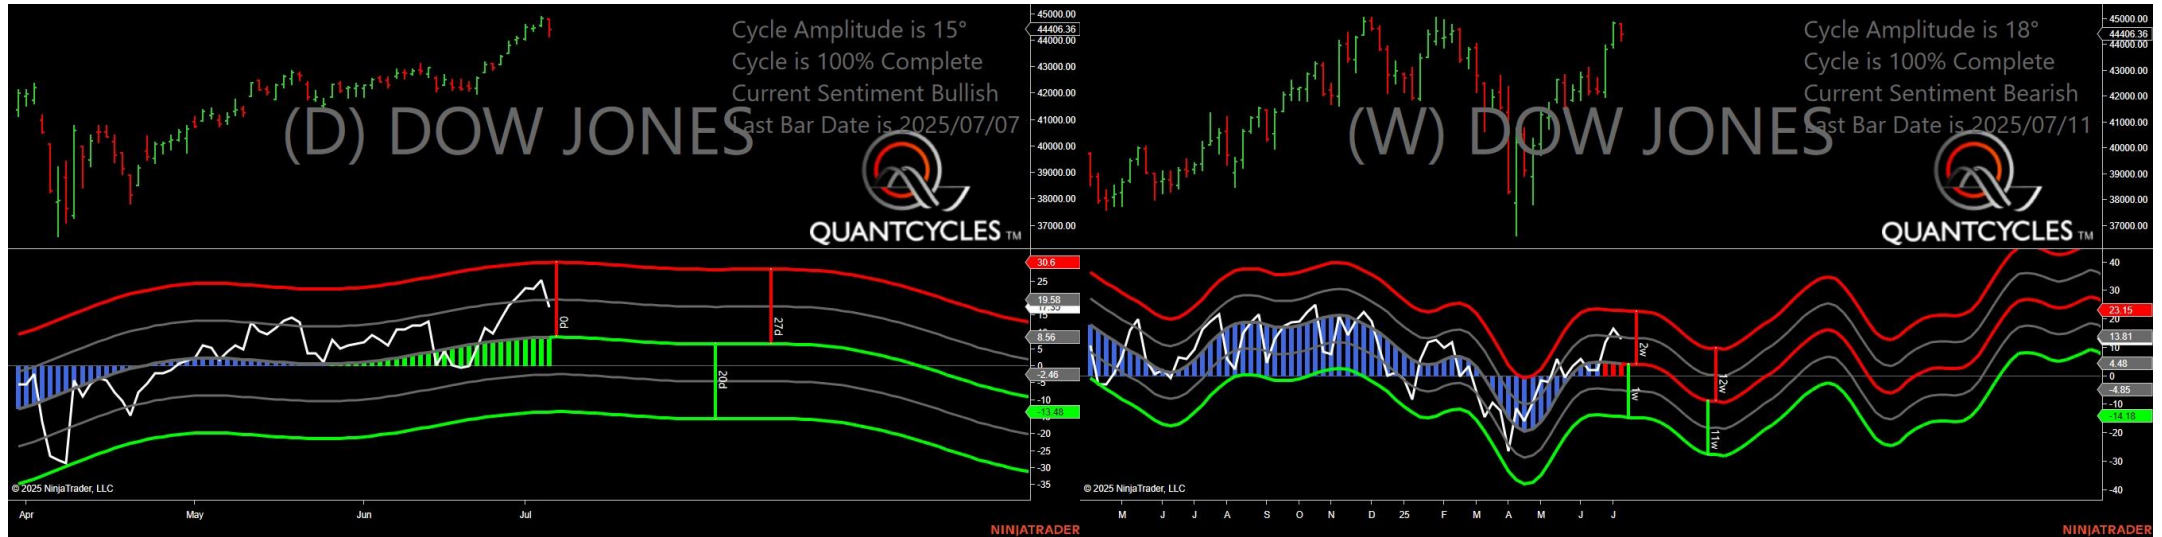 Cycle Amplitude is 15°
Cycle is 100% Complete
Current Sentiment Bullish
Last Bar Date is 2025/07/07
(D) DOW JONES
QUANTCYCLES TM
45000.00
44406.36
44000.00
43000.00
42000.00
41000.00
40000.00
39000.00
38000.00
37000.00
30.6
25
19.58
15
8.56
5
0
-2.46
-5
-10
-13.48
-20
-25
-30
-35
0d
27d
20d
© 2025 NinjaTrader, LLC
Apr May Jun Jul
NINJATRADER
Cycle Amplitude is 18°
Cycle is 100% Complete
Current Sentiment Bearish
Last Bar Date is 2025/07/11
(W) DOW JONES
QUANTCYCLES TM
45000.00
44406.36
44000.00
43000.00
42000.00
41000.00
40000.00
39000.00
38000.00
37000.00
40
30
23.15
20
13.81
10
4.48
0
-4.85
-10
-14.18
-20
-30
-40
2w
1w
12w
11w
© 2025 NinjaTrader, LLC
M J J A S O N D 25 F M A M J J
NINJATRADER